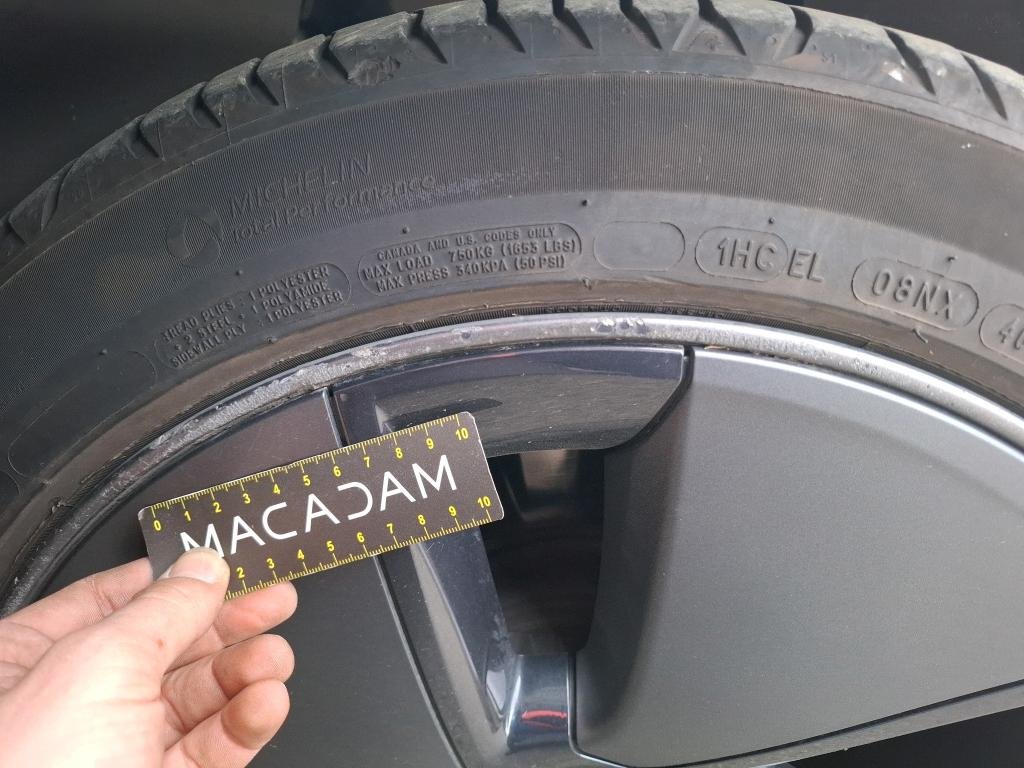 MICHELIN
Total Performance
TREAD PLIES : 1 POLYESTER
+ 2 STEEL + 1 POLYAMIDE
SIDEWALL PLY : 1 POLYESTER
CANADA AND U.S. CODES ONLY
MAX LOAD 750KG (1653 LBS)
MAX PRESS 340KPA (50 PSI)
1HC EL
08NX
0 1 2 3 4 5 6 7 8 9 10
MACADAM
2 3 4 5 6 7 8 9 10